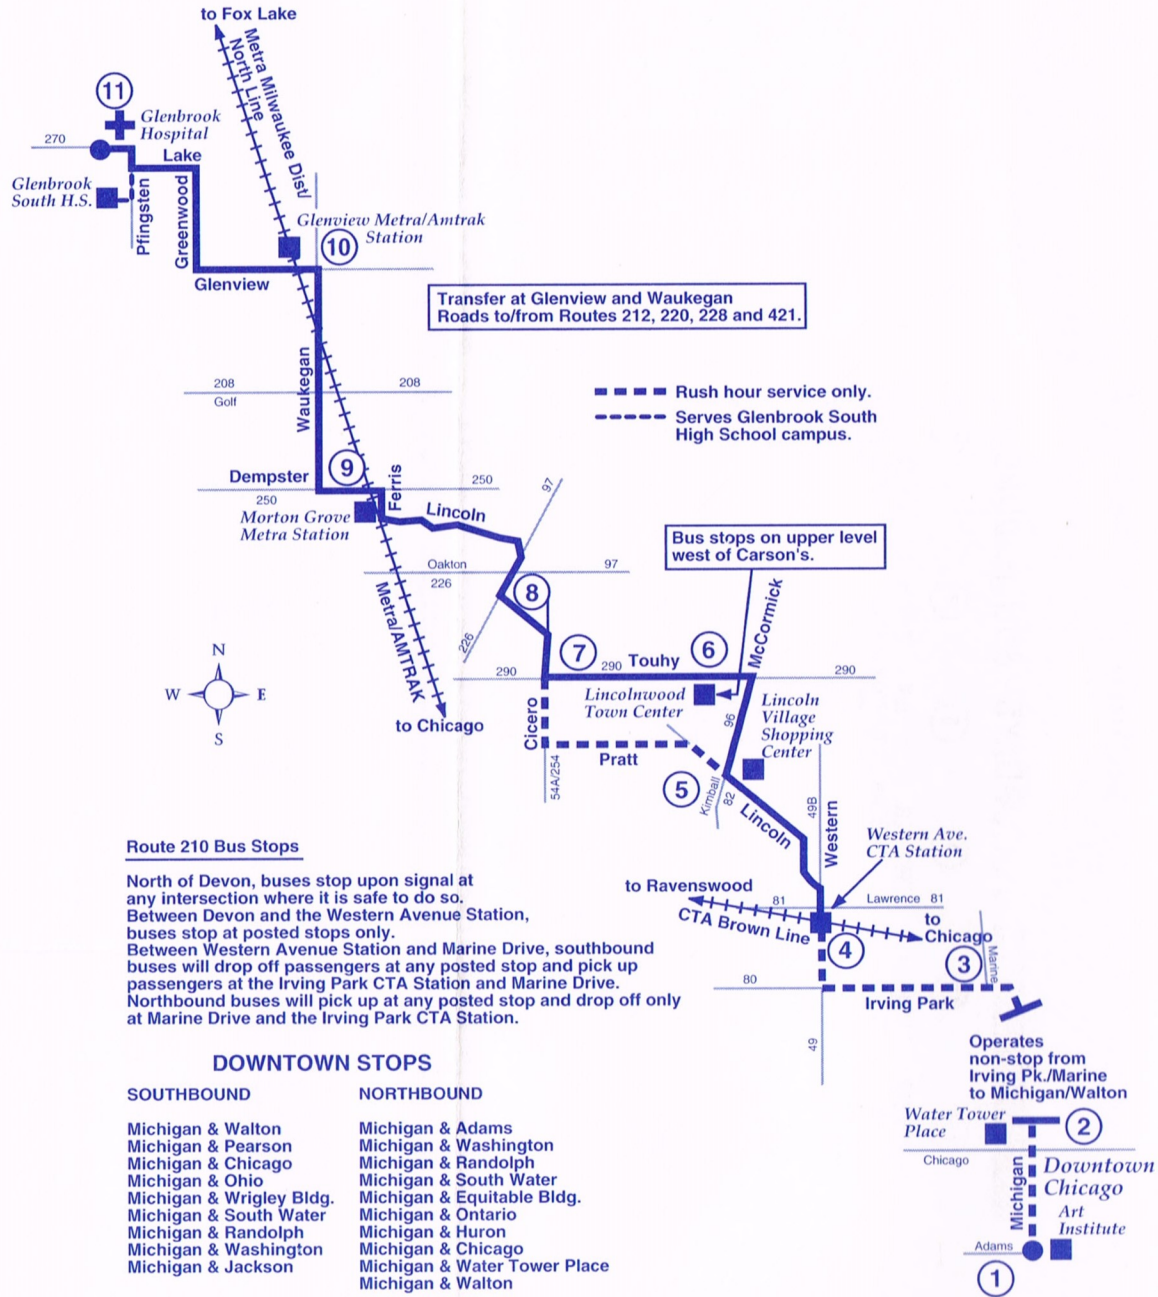 to Fox Lake
Metra Milwaukee Dist/
North Line
11
Glenbrook
Hospital
270
Lake
Glenbrook
South H.S.
Pfingsten
Greenwood
Glenview Metra/Amtrak
Station
10
Glenview
Transfer at Glenview and Waukegan
Roads to/from Routes 212, 220, 228 and 421.
Waukegan
208
208
Golf
Rush hour service only.
Serves Glenbrook South
High School campus.
9
Dempster
Ferris
250
250
97
Morton Grove
Metra Station
Lincoln
Bus stops on upper level
west of Carson's.
Oakton
97
226
8
Metra/AMTRAK
McCormick
226
7
6
290
290
Touhy
290
N
W
E
S
Lincolnwood
Town Center
Lincoln
Village
Shopping
Center
96
to Chicago
Cicero
Pratt
54A/254
5
Kimball
82
49B
Lincoln
Western
Western Ave.
CTA Station
Route 210 Bus Stops
North of Devon, buses stop upon signal at
any intersection where it is safe to do so.
Between Devon and the Western Avenue Station,
buses stop at posted stops only.
Between Western Avenue Station and Marine Drive, southbound
buses will drop off passengers at any posted stop and pick up
passengers at the Irving Park CTA Station and Marine Drive.
Northbound buses will pick up at any posted stop and drop off only
at Marine Drive and the Irving Park CTA Station.
to Ravenswood
81
Lawrence 81
CTA Brown Line
to
Chicago
4
3
Marine
80
Irving Park
49
Operates
non-stop from
Irving Pk./Marine
to Michigan/Walton
DOWNTOWN STOPS
SOUTHBOUND
Michigan & Walton
Michigan & Pearson
Michigan & Chicago
Michigan & Ohio
Michigan & Wrigley Bldg.
Michigan & South Water
Michigan & Randolph
Michigan & Washington
Michigan & Jackson
NORTHBOUND
Michigan & Adams
Michigan & Washington
Michigan & Randolph
Michigan & South Water
Michigan & Equitable Bldg.
Michigan & Ontario
Michigan & Huron
Michigan & Chicago
Michigan & Water Tower Place
Michigan & Walton
Water Tower
Place
2
Chicago
Michigan
Downtown
Chicago
Art
Institute
Adams
1